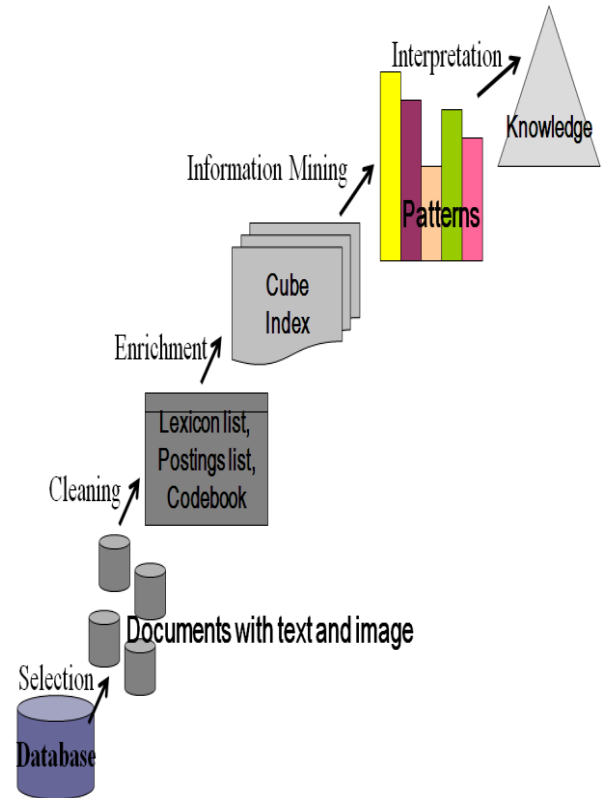 Interpretation
Knowledge
Information Mining
Patterns
Cube
Index
Enrichment
Lexicon list,
Postings list,
Codebook
Cleaning
Documents with text and image
Selection
Database